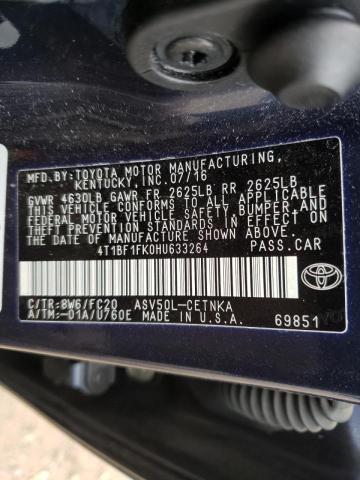 MFD.BY:TOYOTA MOTOR MANUFACTURING,
KENTUCKY, INC.07/16
GVWR 4630LB GAWR FR 2625LB RR 2625LB
THIS VEHICLE CONFORMS TO ALL APPLICABLE
FEDERAL MOTOR VEHICLE SAFETY, BUMPER, AND
THEFT PREVENTION STANDARDS IN EFFECT ON
THE DATE OF MANUFACTURE SHOWN ABOVE.
4T1BF1FK0HU633264 PASS.CAR
C/TR:8W6/FC20 ASV50L-CETNKA
A/TM:-01A/U760E MADE IN U.S.A.
69851
TOYOTA